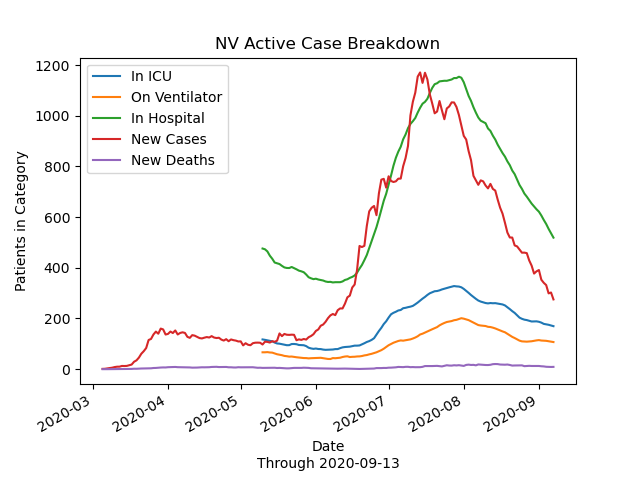 NV Active Case Breakdown
In ICU
On Ventilator
In Hospital
New Cases
New Deaths
Patients in Category
1200
1000
800
600
400
200
0
2020-03
2020-04
2020-05
2020-06
2020-07
2020-08
2020-09
Date
Through 2020-09-13